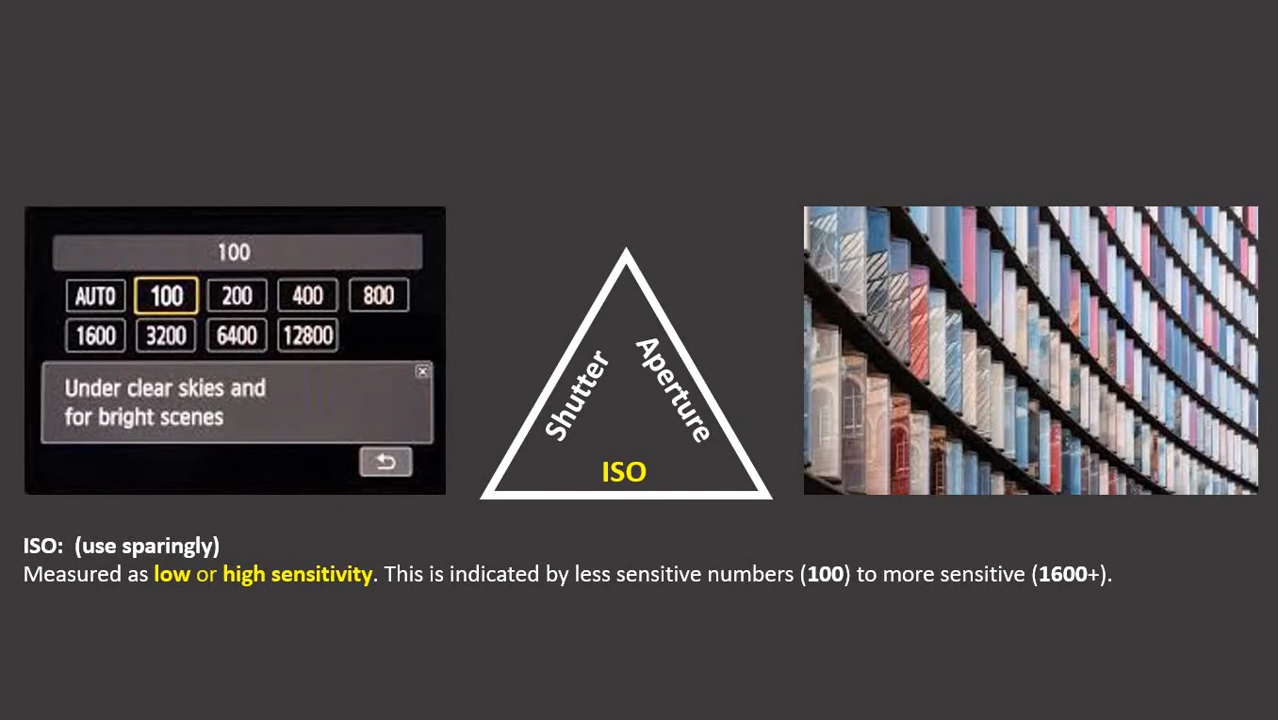 100
AUTO 100 200 400 800
1600 3200 6400 12800
Under clear skies and
for bright scenes
Shutter
Aperture
ISO
ISO:  (use sparingly)
Measured as low or high sensitivity. This is indicated by less sensitive numbers (100) to more sensitive (1600+).